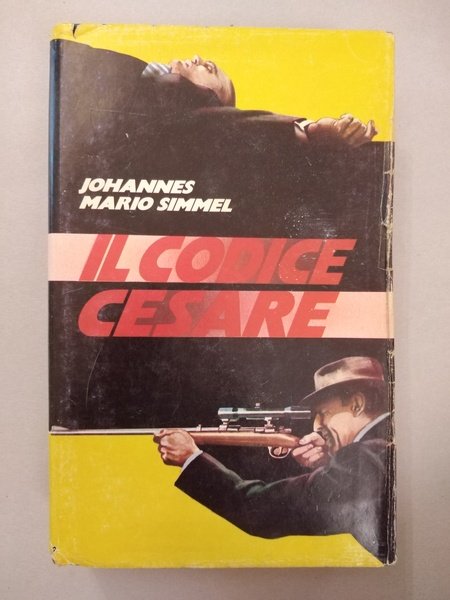 JOHANNES
MARIO SIMMEL
IL CODICE
CESARE